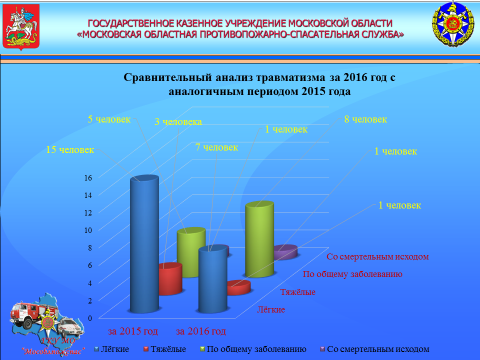 ГОСУДАРСТВЕННОЕ КАЗЕННОЕ УЧРЕЖДЕНИЕ МОСКОВСКОЙ ОБЛАСТИ
«МОСКОВСКАЯ ОБЛАСТНАЯ ПРОТИВОПОЖАРНО-СПАСАТЕЛЬНАЯ СЛУЖБА»
Сравнительный анализ травматизма за 2016 год с
аналогичным периодом 2015 года
5 человек
3 человека
1 человек
8 человек
15 человек
7 человек
1 человек
1 человек
16
14
12
10
8
6
4
2
0
Со смертельным исходом
По общему заболеванию
Тяжёлые
Лёгкие
за 2015 год
за 2016 год
Лёгкие Тяжёлые По общему заболеванию Со смертельным исходом